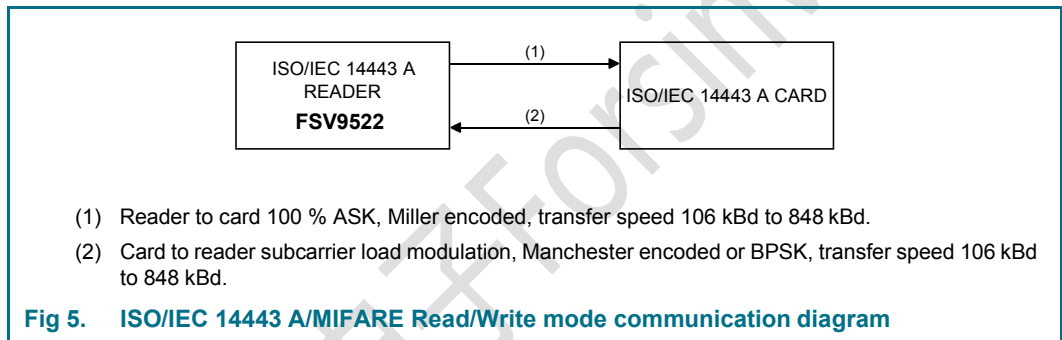 (1)
ISO/IEC 14443 A
READER
FSV9522
ISO/IEC 14443 A CARD
(2)
(1) Reader to card 100 % ASK, Miller encoded, transfer speed 106 kBd to 848 kBd.
(2) Card to reader subcarrier load modulation, Manchester encoded or BPSK, transfer speed 106 kBd
to 848 kBd.
Fig 5. ISO/IEC 14443 A/MIFARE Read/Write mode communication diagram